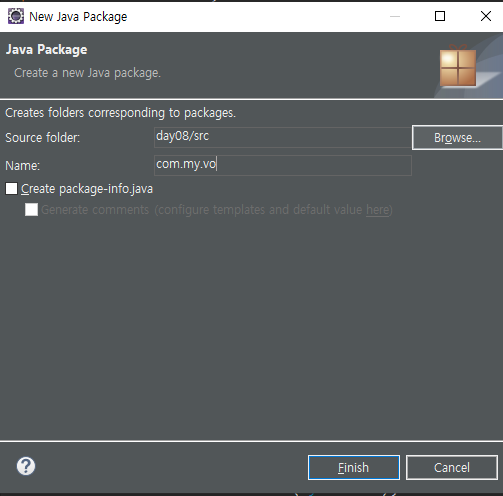 New Java Package
Java Package
Create a new Java package.
Creates folders corresponding to packages.
Source folder: day08/src Browse...
Name: com.my.vo
Create package-info.java
Generate comments (configure templates and default value here)
? Finish Cancel